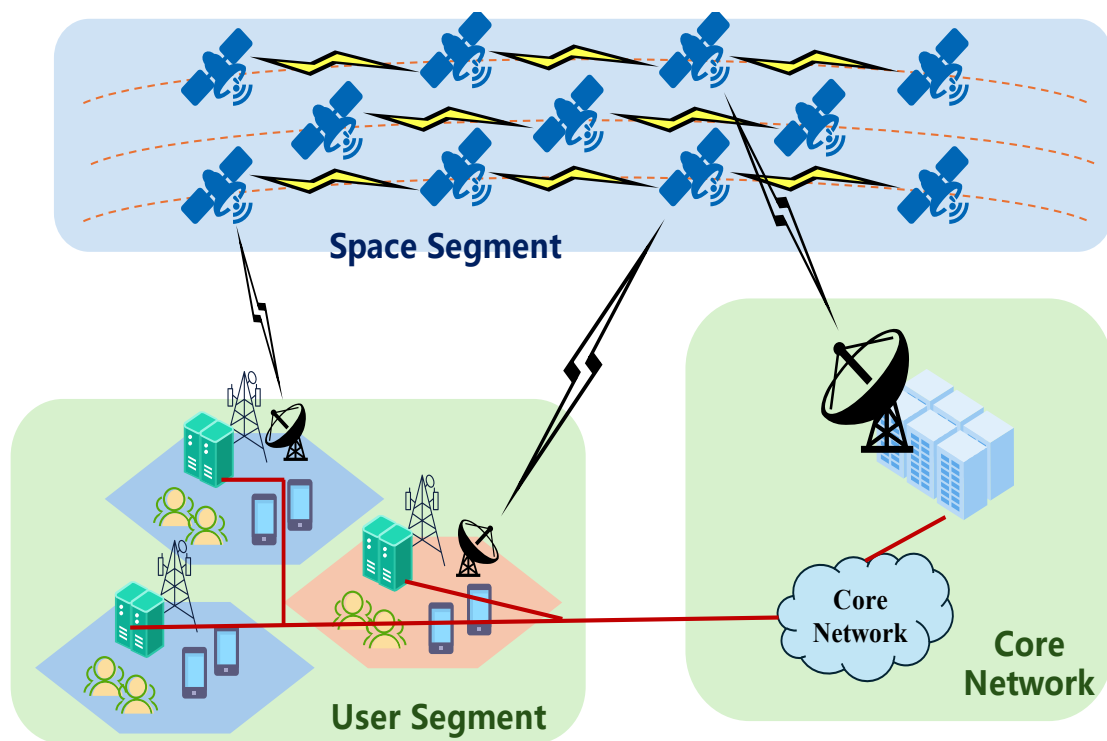 Space Segment
Core
Network
Core
Network
User Segment